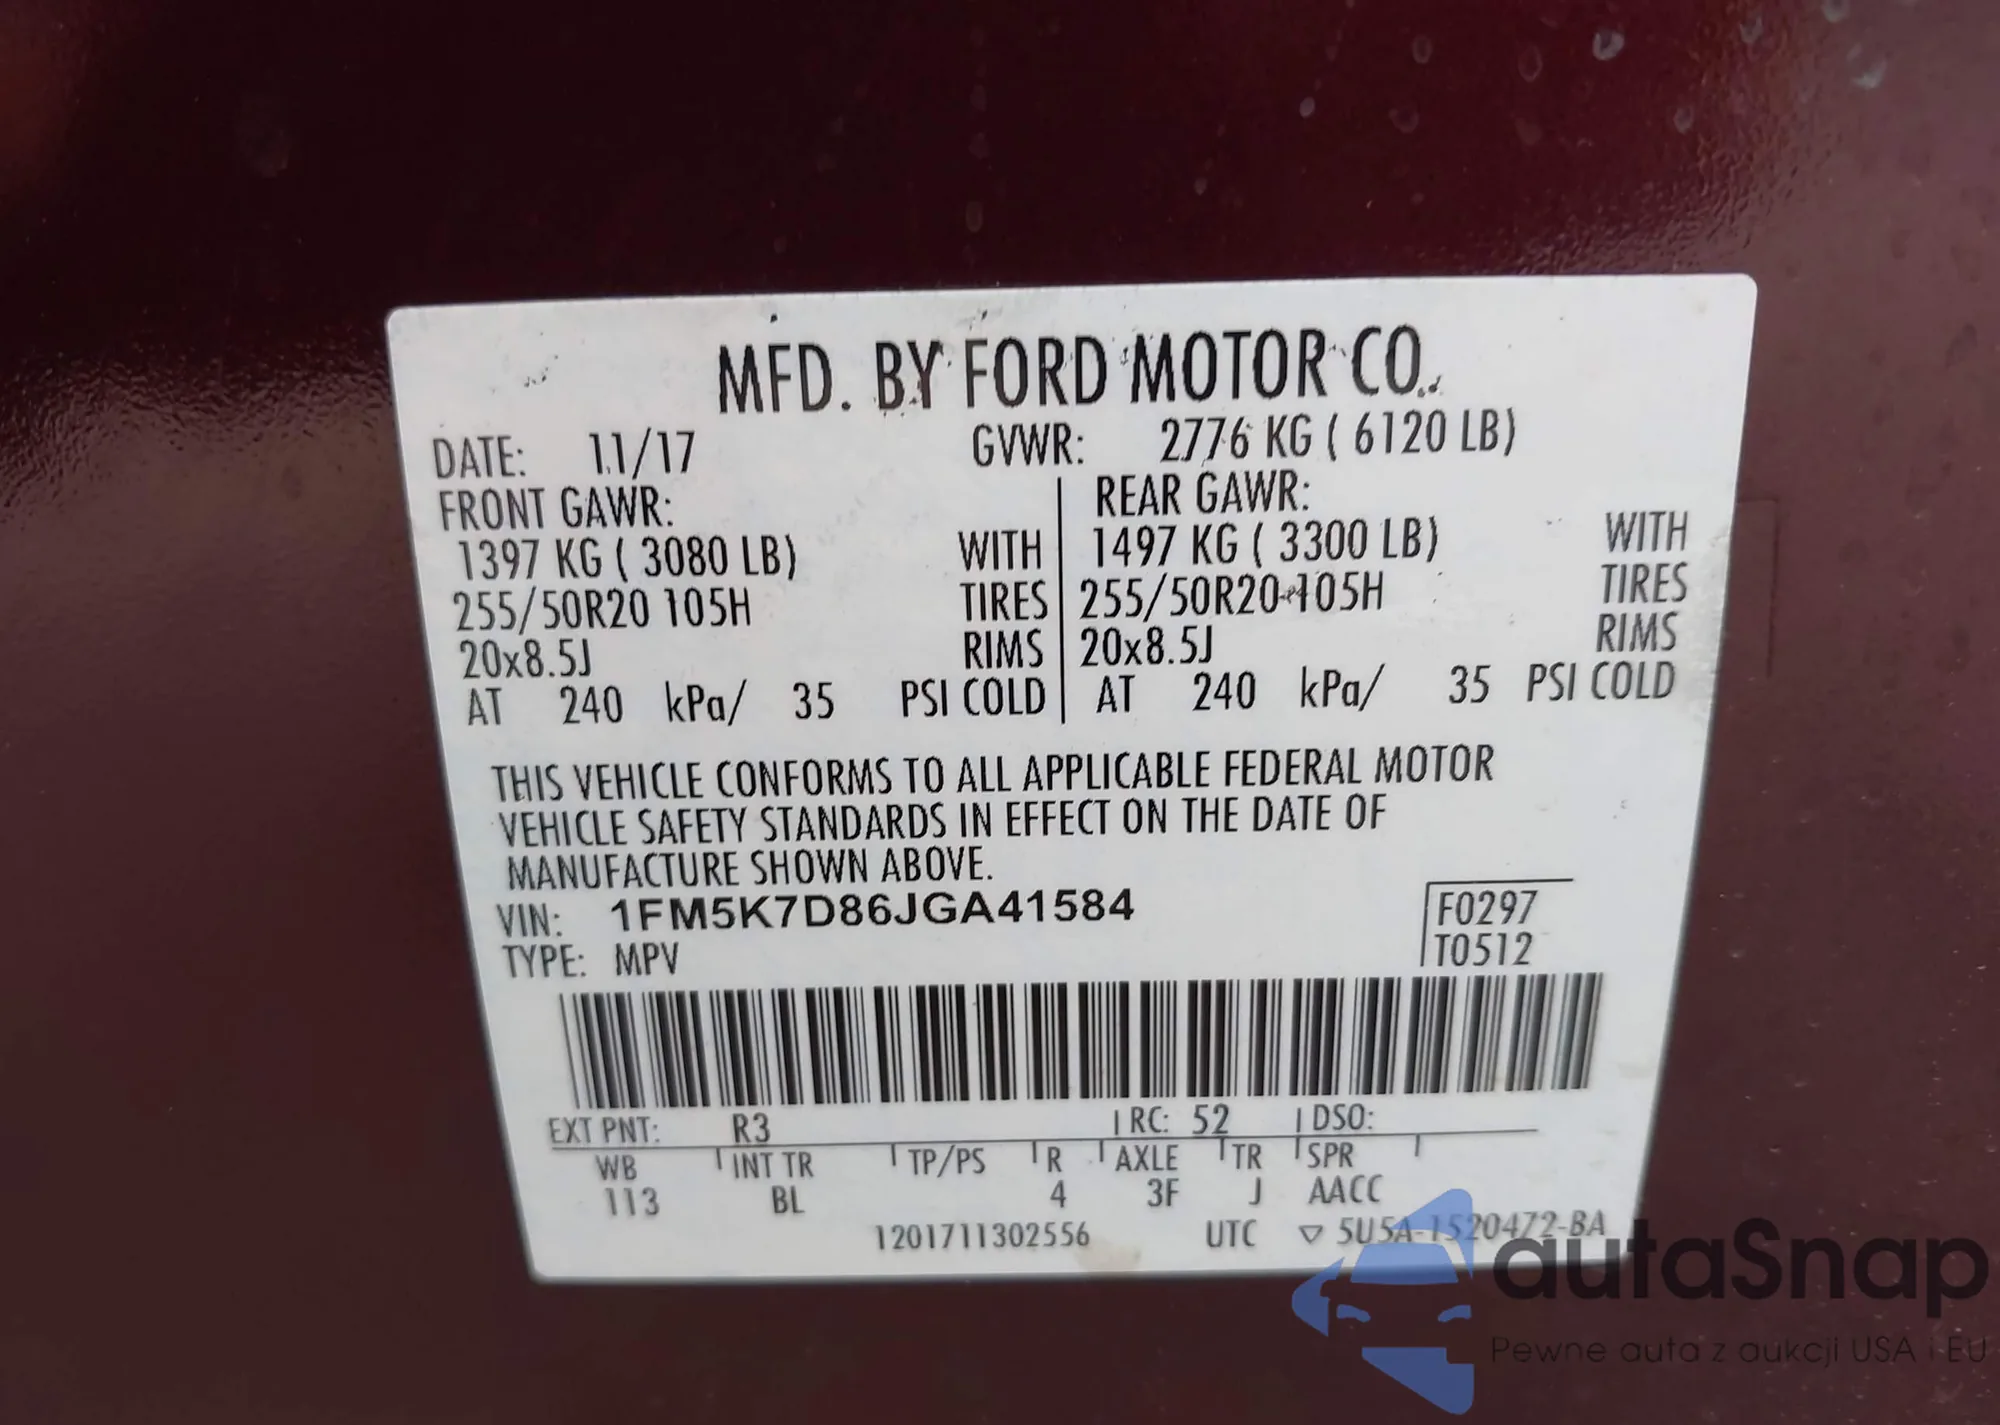 MFD. BY FORD MOTOR CO.
DATE: 11/17 GVWR: 2776 KG ( 6120 LB)
FRONT GAWR: REAR GAWR:
1397 KG ( 3080 LB) WITH 1497 KG ( 3300 LB) WITH
255/50R20 105H TIRES 255/50R20 105H TIRES
20x8.5J RIMS 20x8.5J RIMS
AT 240 kPa/ 35 PSI COLD AT 240 kPa/ 35 PSI COLD
THIS VEHICLE CONFORMS TO ALL APPLICABLE FEDERAL MOTOR
VEHICLE SAFETY STANDARDS IN EFFECT ON THE DATE OF
MANUFACTURE SHOWN ABOVE.
VIN: 1FM5K7D86JGA41584 F0297
TYPE: MPV T0512
EXT PNT: R3 RC: 52 DSO:
WB INT TR TP/PS R AXLE TR SPR
113 BL 4 3F J AACC
1201711302556 UTC ▽ 5U5A-1520472-BA
autaSnap
Pewne auta z aukcji USA i EU